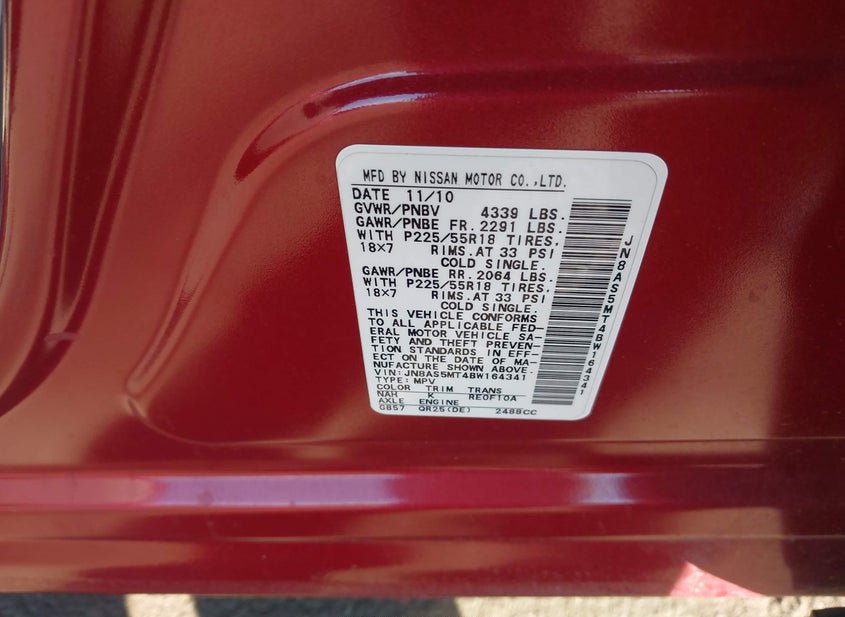 MFD BY NISSAN MOTOR CO.,LTD.
DATE 11/10
GVWR/PNBV 4339 LBS.
GAWR/PNBE FR. 2291 LBS.
WITH P225/55R18 TIRES.
18X7 RIMS.AT 33 PSI
COLD SINGLE.
GAWR/PNBE RR. 2064 LBS.
WITH P225/55R18 TIRES.
18X7 RIMS.AT 33 PSI
COLD SINGLE.
THIS VEHICLE CONFORMS
TO ALL APPLICABLE FED-
ERAL MOTOR VEHICLE SA-
FETY AND THEFT PREVEN-
TION STANDARDS IN EFF-
ECT ON THE DATE OF MA-
NUFACTURE SHOWN ABOVE.
VIN:JN8AS5MT4BW164341
TYPE:MPV
COLOR TRIM TRANS
NAH K RE0F10A
AXLE ENGINE
GB57 QR25(DE) 2488CC
JN8AS5MT4BW164341